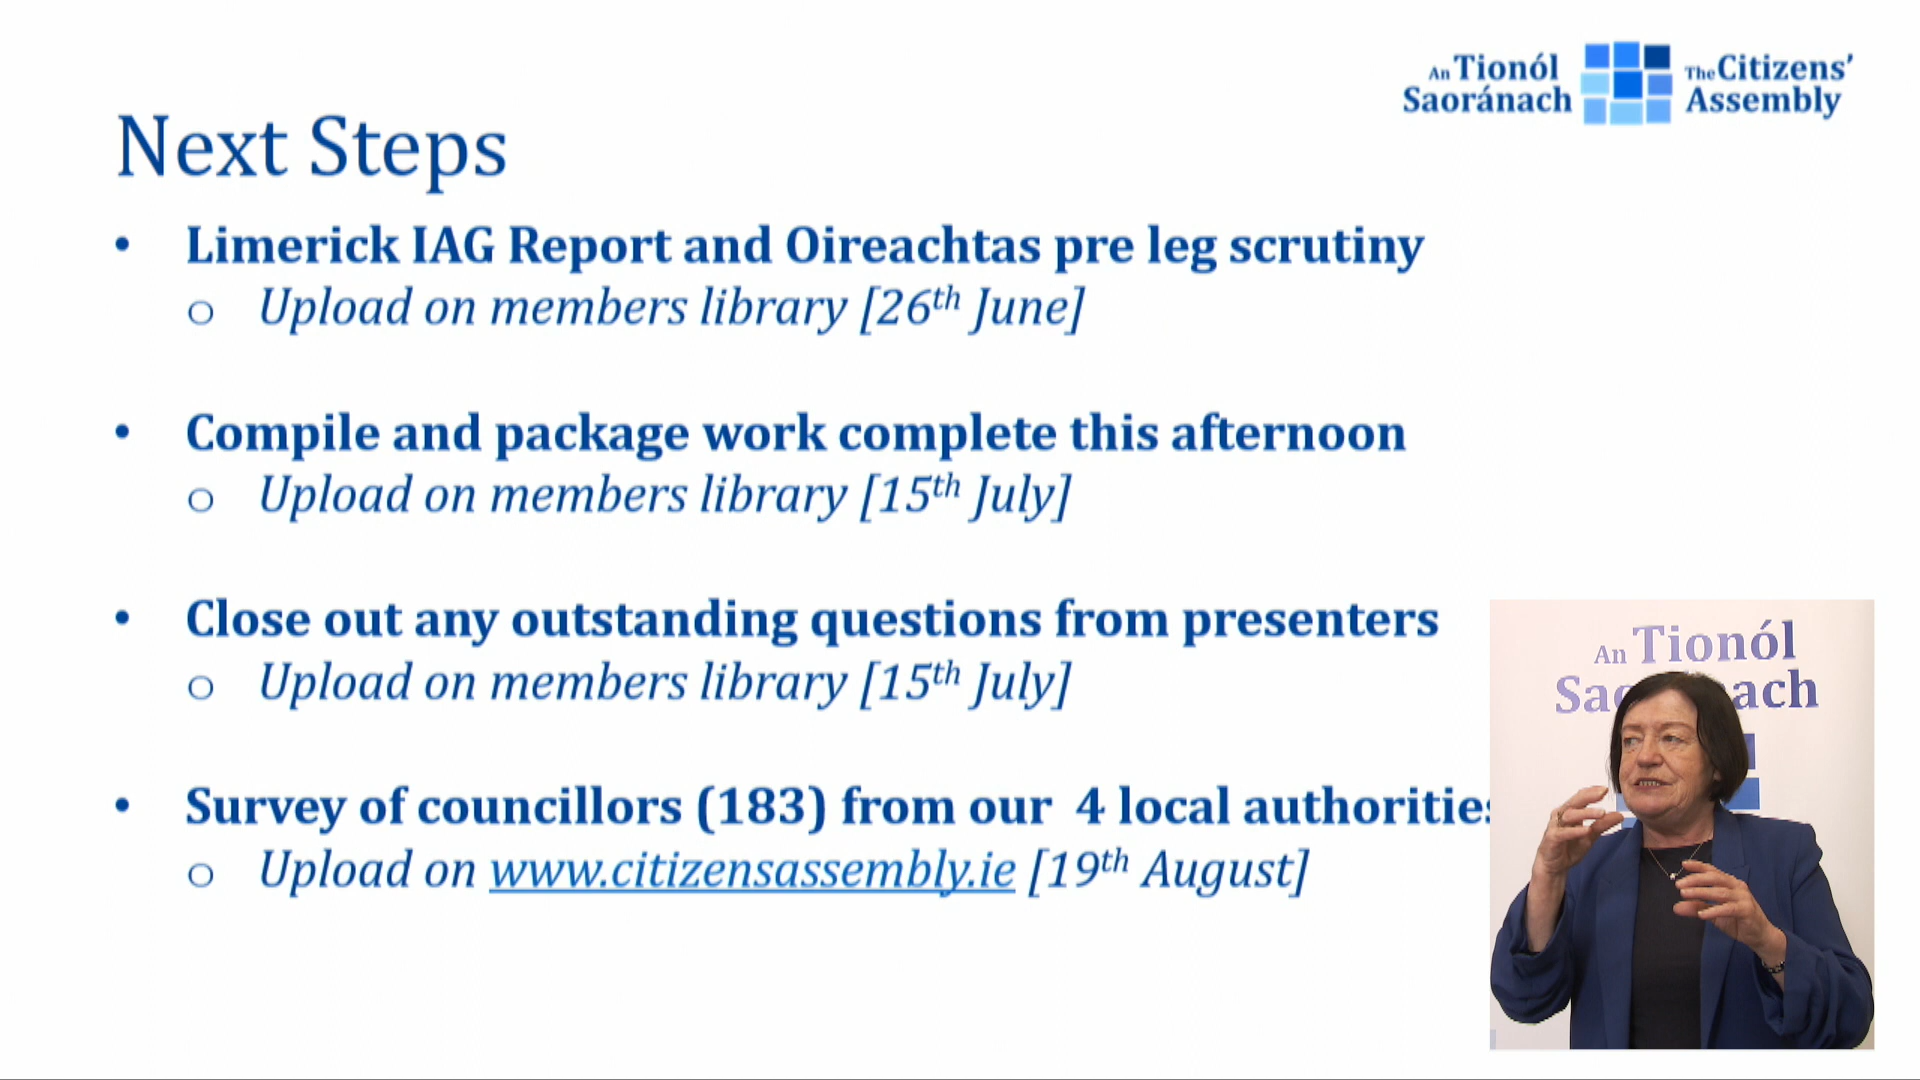 An Tionól
Saoránach
The Citizens'
Assembly
Next Steps
• Limerick IAG Report and Oireachtas pre leg scrutiny
o Upload on members library [26th June]
• Compile and package work complete this afternoon
o Upload on members library [15th July]
• Close out any outstanding questions from presenters
o Upload on members library [15th July]
• Survey of councillors (183) from our 4 local authorities
o Upload on www.citizensassembly.ie [19th August]
An Tionól